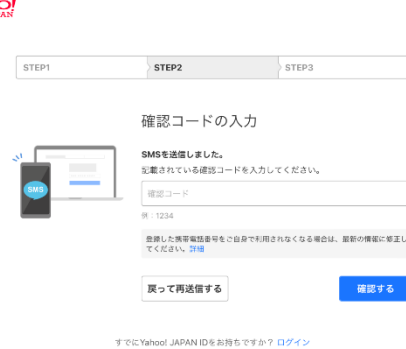 STEP1
STEP2
STEP3
確認コードの入力
SMSを送信しました。
記載されている確認コードを入力してください。
SMS
確認コード
例：1234
登録した携帯電話番号をご自身で利用されなくなる場合は、最新の情報に修正し
てください。詳細
戻って再送信する
確認する
すでにYahoo! JAPAN IDをお持ちですか？ ログイン